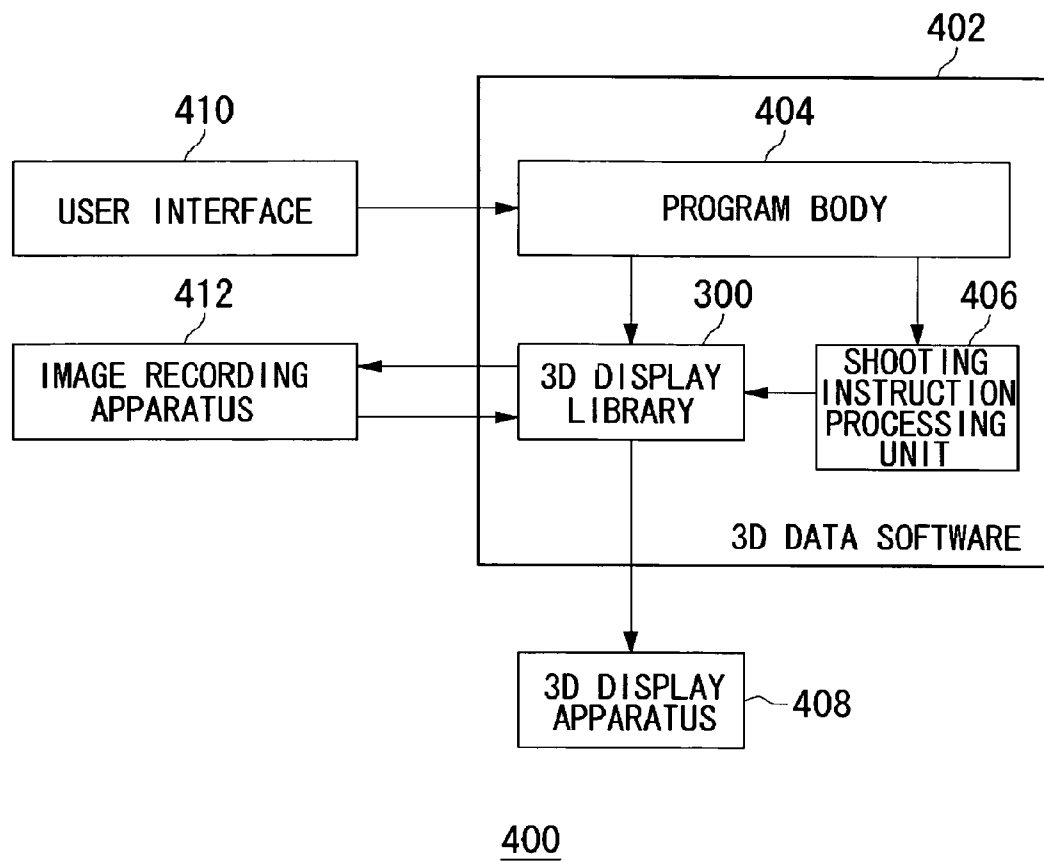 402
410
404
USER INTERFACE
PROGRAM BODY
412
300
406
IMAGE RECORDING
APPARATUS
3D DISPLAY
LIBRARY
SHOOTING
INSTRUCTION
PROCESSING
UNIT
3D DATA SOFTWARE
3D DISPLAY
APPARATUS
408
400